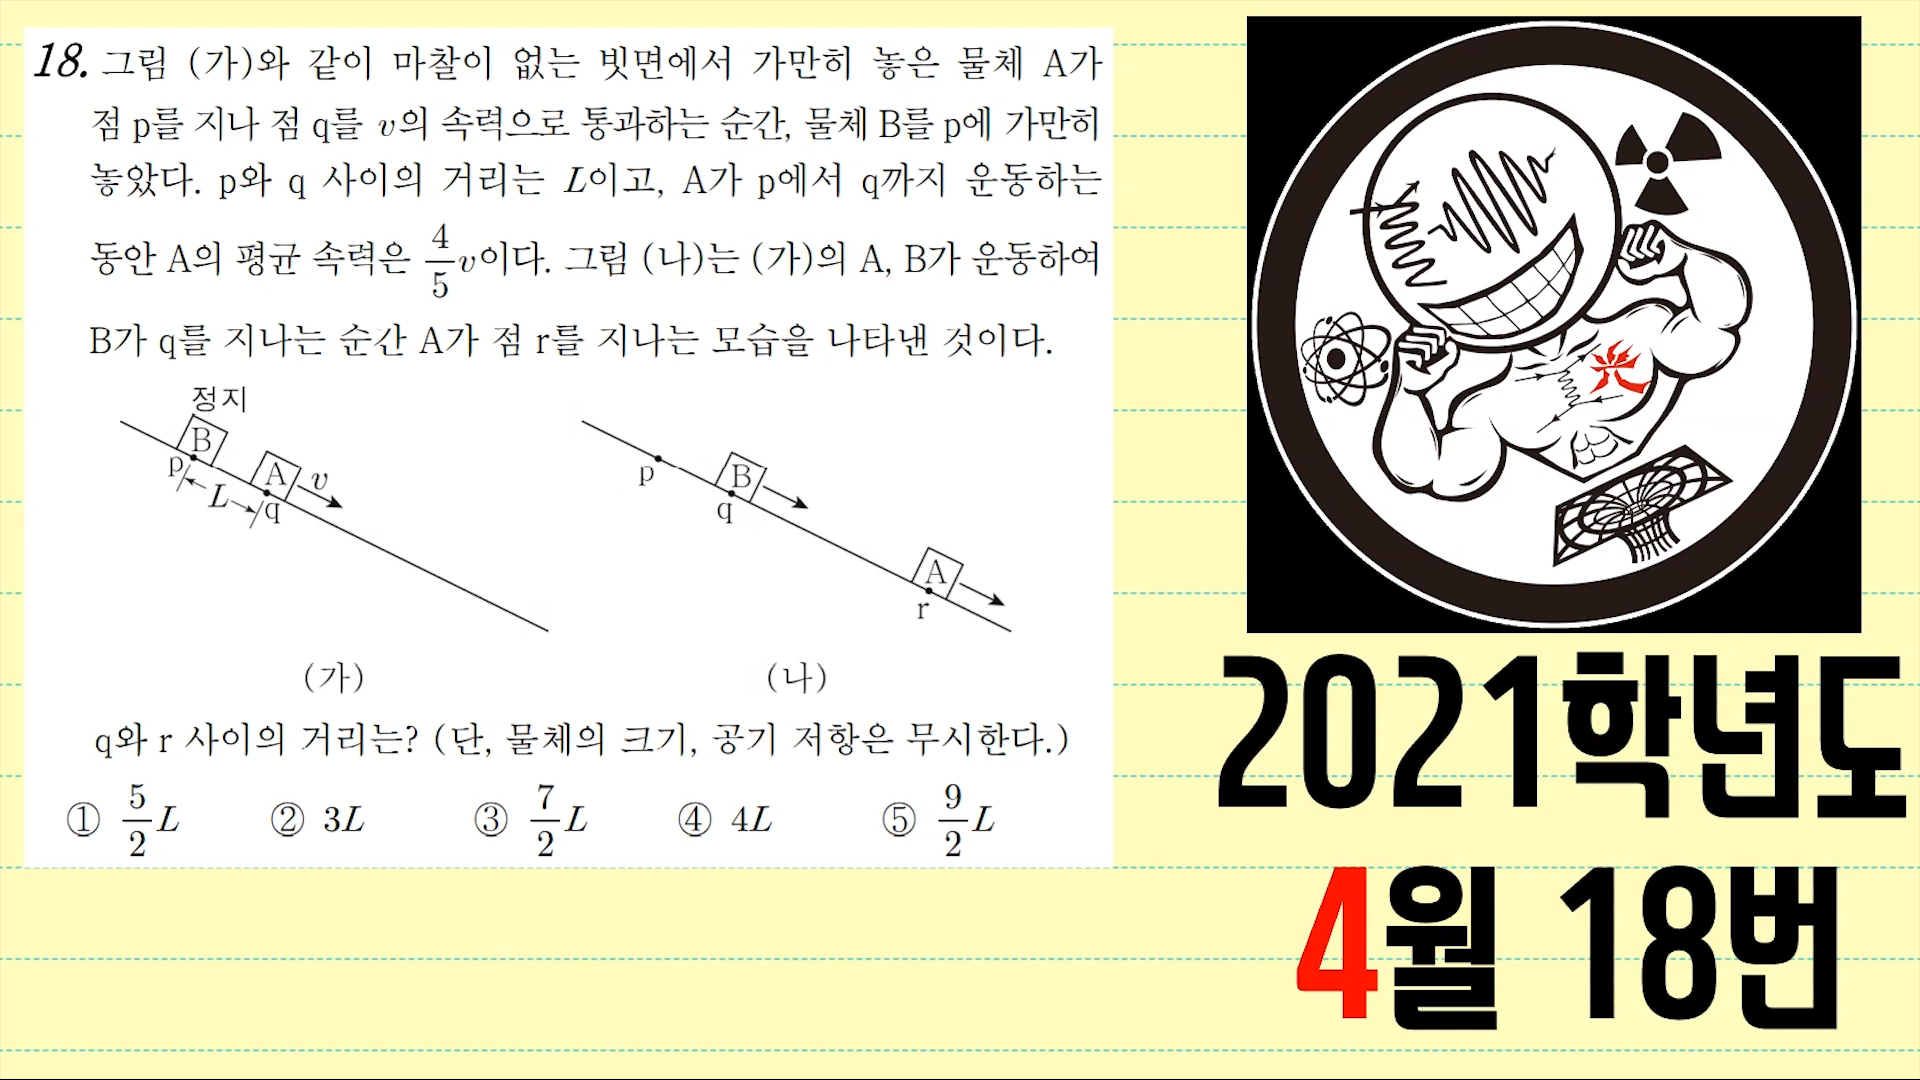 18. 그림 (가)와 같이 마찰이 없는 빗면에서 가만히 놓은 물체 A가
점 p를 지나 점 q를 v의 속력으로 통과하는 순간, 물체 B를 p에 가만히
놓았다. p와 q 사이의 거리는 L이고, A가 p에서 q까지 운동하는
동안 A의 평균 속력은 4/5 v이다. 그림 (나)는 (가)의 A, B가 운동하여
B가 q를 지나는 순간 A가 점 r를 지나는 모습을 나타낸 것이다.
정지
B
p
A
v
L
q
(가)
p
B
q
A
r
(나)
q와 r 사이의 거리는? (단, 물체의 크기, 공기 저항은 무시한다.)
① 5/2 L ② 3L ③ 7/2 L ④ 4L ⑤ 9/2 L
炎
2021학년도
4월 18번